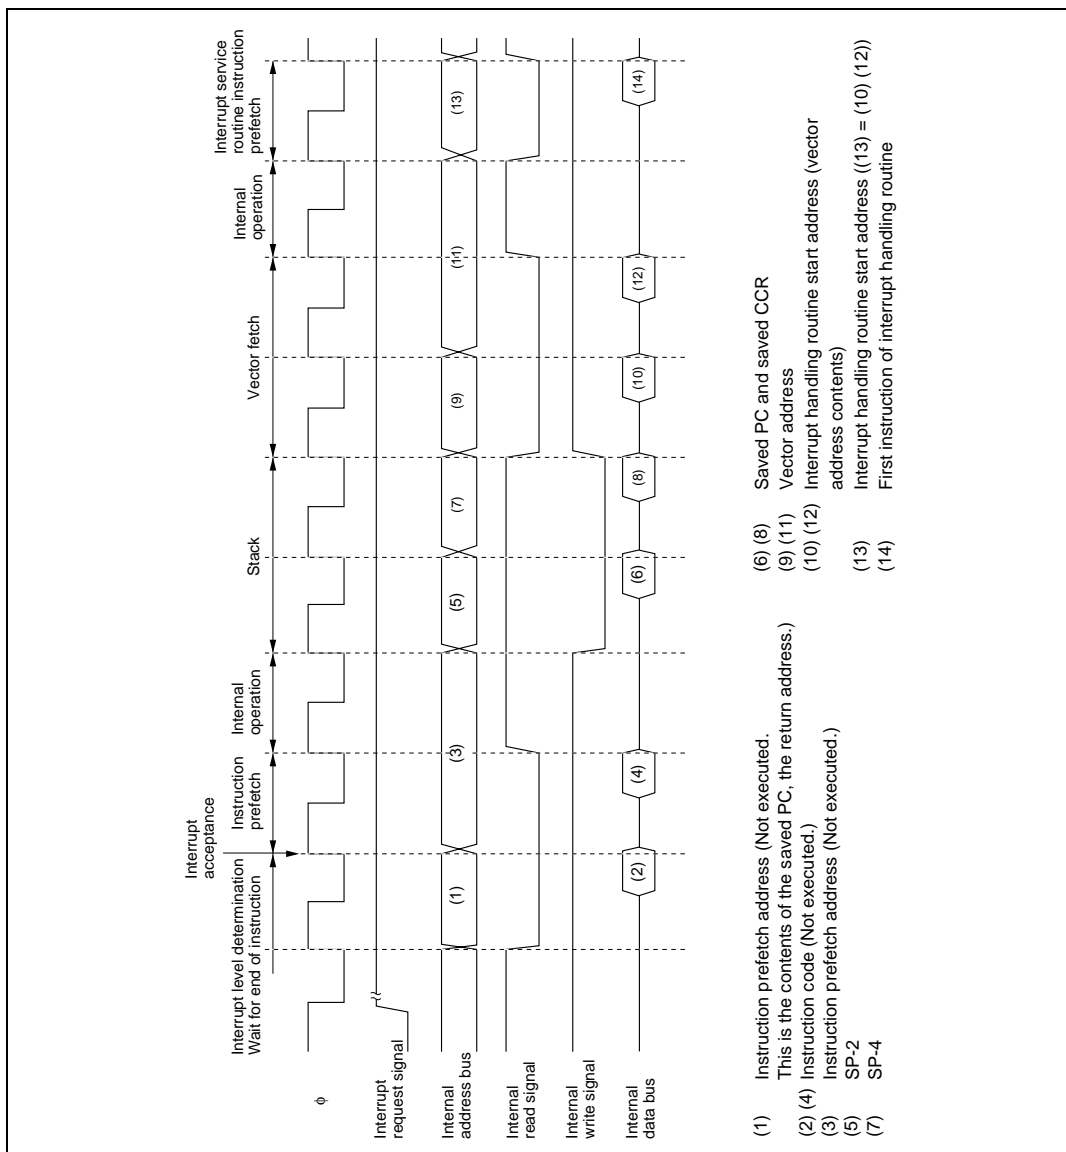 Interrupt level determination
Wait for end of instruction
Interrupt
acceptance
Instruction
prefetch
Internal
operation
Stack
Vector fetch
Internal
operation
Interrupt service
routine instruction
prefetch
φ
Interrupt
request signal
Internal
address bus
(1)
(3)
(5)
(7)
(9)
(11)
(13)
Internal
read signal
Internal
write signal
Internal
data bus
(2)
(4)
(6)
(8)
(10)
(12)
(14)
(1) Instruction prefetch address (Not executed.
This is the contents of the saved PC, the return address.)
(2) (4) Instruction code (Not executed.)
(3) Instruction prefetch address (Not executed.)
(5) SP-2
(7) SP-4
(6) (8) Saved PC and saved CCR
(9) (11) Vector address
(10) (12) Interrupt handling routine start address (vector
address contents)
(13) Interrupt handling routine start address ((13) = (10) (12))
(14) First instruction of interrupt handling routine